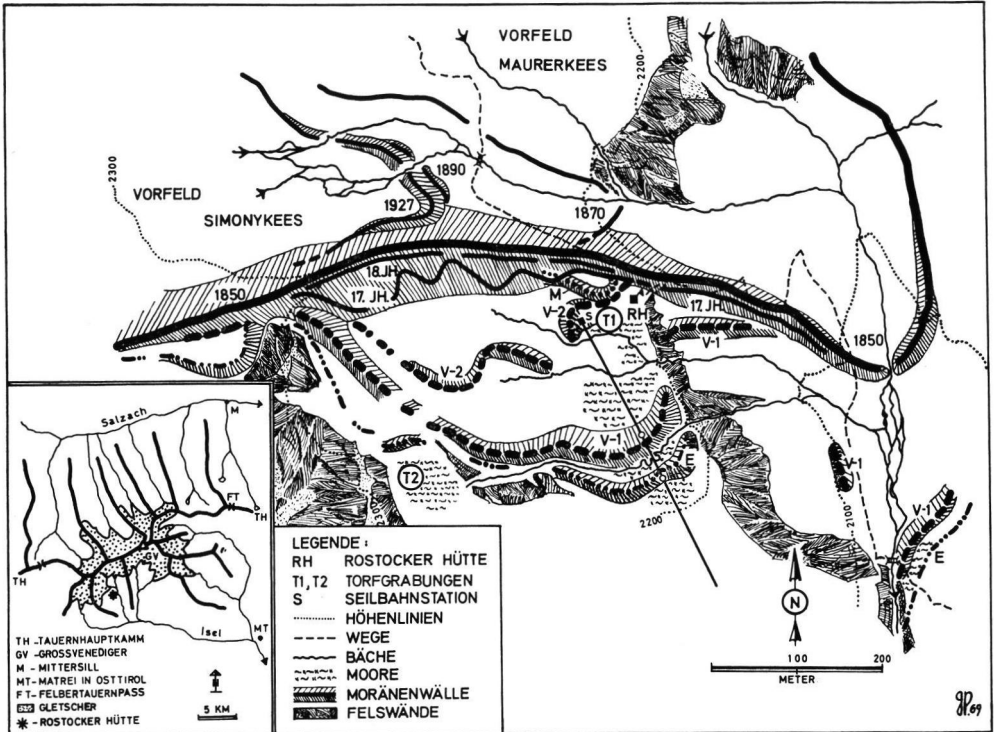 VORFELD
MAURERKEES
2200
2300
1890
VORFELD
1927
SIMONYKEES
1870
18.JH.
17. JH.
1850
M
V-2
S
T1
RH
17.JH.
V-1
1850
V-2
V-1
E
T2
2200
V-1
2100
V-1
E
Salzach
M
FT
TH
GV
TH
Isel
MT
TH -TAUERNHAUPTKAMM
GV -GROSSVENEDIGER
M - MITTERSILL
MT- MATREI IN OSTTIROL
FT- FELBERTAUERNPASS
GLETSCHER
- ROSTOCKER HÜTTE
5 KM
LEGENDE :
RH ROSTOCKER HÜTTE
T1, T2 TORFGRABUNGEN
S SEILBAHNSTATION
HÖHENLINIEN
WEGE
BÄCHE
MOORE
MORÄNENWÄLLE
FELSWÄNDE
N
100 200
METER